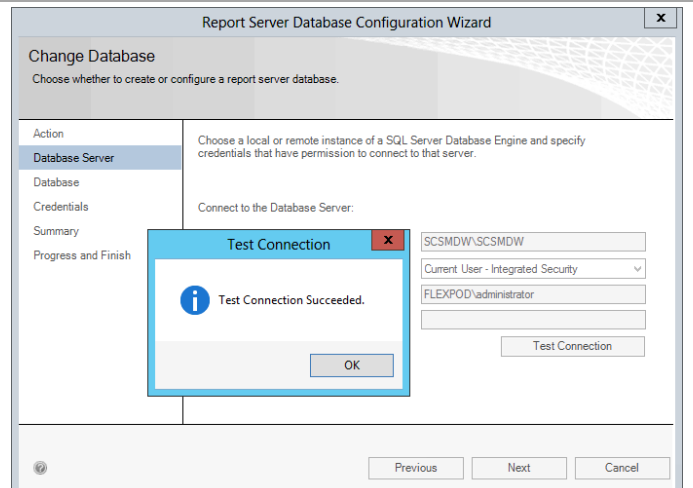 Report Server Database Configuration Wizard
x
Change Database
Choose whether to create or configure a report server database.
Action
Database Server
Database
Credentials
Summary
Progress and Finish
Choose a local or remote instance of a SQL Server Database Engine and specify
credentials that have permission to connect to that server.
Connect to the Database Server:
SCSMDW\SCSMDW
Current User - Integrated Security
FLEXPOD\administrator
Test Connection
Test Connection
x
Test Connection Succeeded.
OK
?
Previous
Next
Cancel